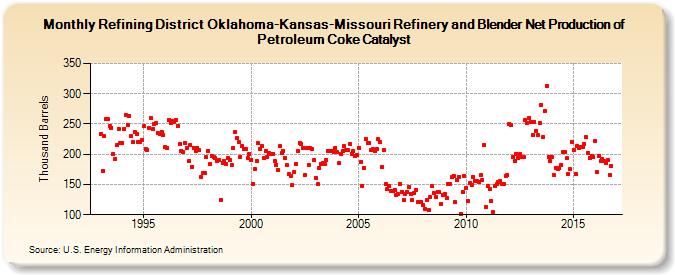 Monthly Refining District Oklahoma-Kansas-Missouri Refinery and Blender Net Production of
Petroleum Coke Catalyst
Thousand Barrels
350
300
250
200
150
100
1995
2000
2005
2010
2015
Source: U.S. Energy Information Administration